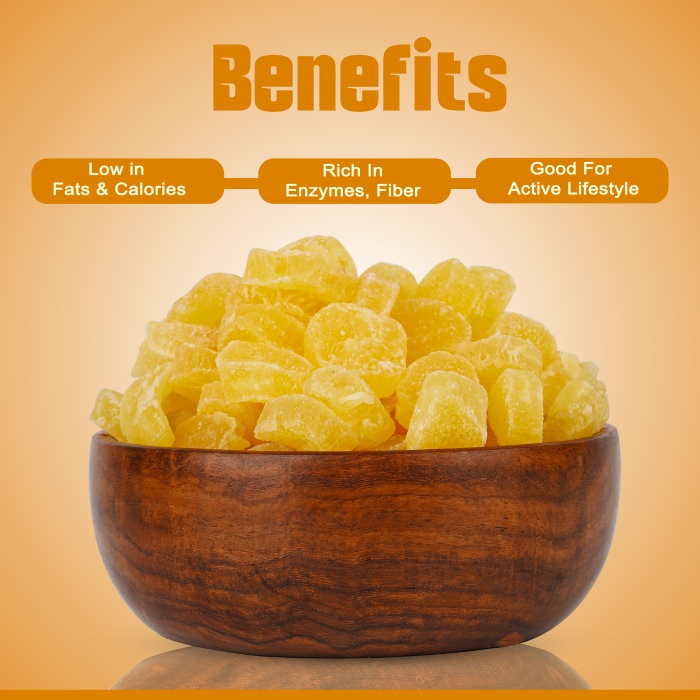 Benefits
Low in
Fats & Calories
Rich In
Enzymes, Fiber
Good For
Active Lifestyle